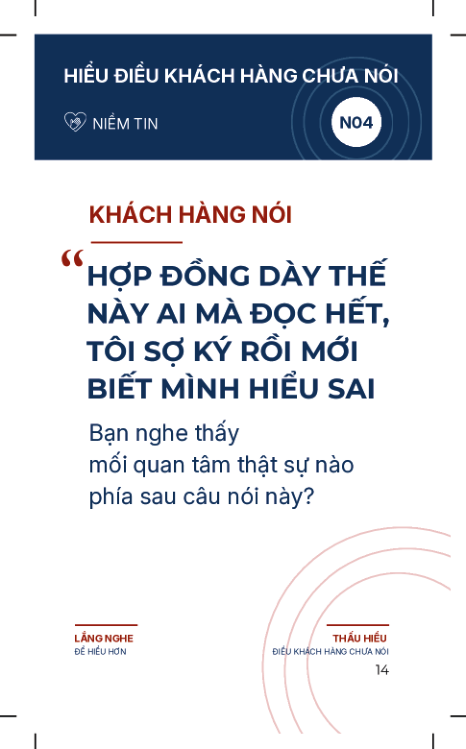 HIỂU ĐIỀU KHÁCH HÀNG CHƯA NÓI
NIỀM TIN
N04
KHÁCH HÀNG NÓI
“HỢP ĐỒNG DÀY THẾ
NÀY AI MÀ ĐỌC HẾT,
TÔI SỢ KÝ RỒI MỚI
BIẾT MÌNH HIỂU SAI
Bạn nghe thấy
mối quan tâm thật sự nào
phía sau câu nói này?
LẮNG NGHE
ĐỂ HIỂU HƠN
THẤU HIỂU
ĐIỀU KHÁCH HÀNG CHƯA NÓI
14